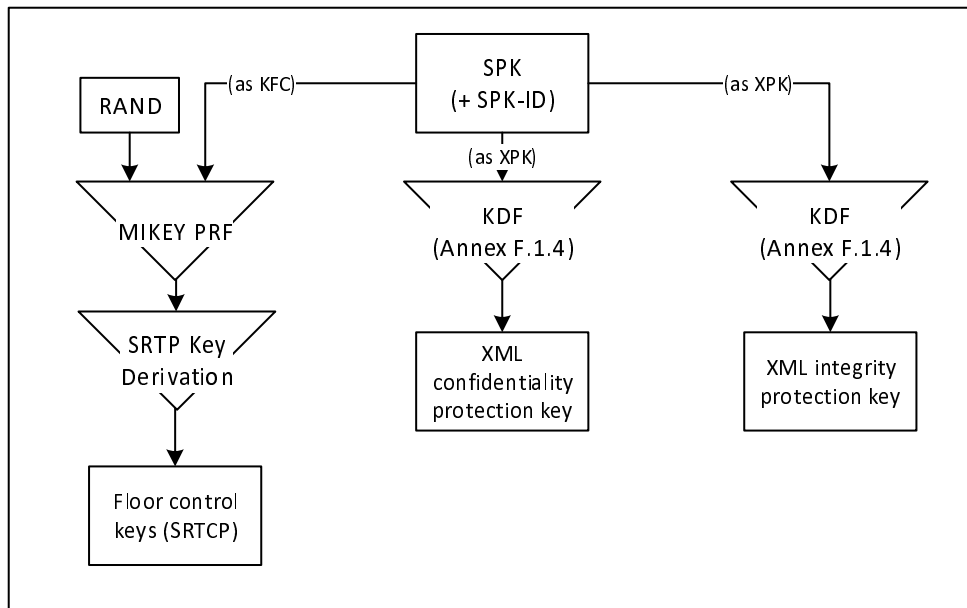 SPK
(+ SPK-ID)
(as KFC)
(as XPK)
RAND
(as XPK)
MIKEY PRF
KDF
(Annex F.1.4)
KDF
(Annex F.1.4)
SRTP Key
Derivation
XML
confidentiality
protection key
XML integrity
protection key
Floor control
keys (SRTCP)